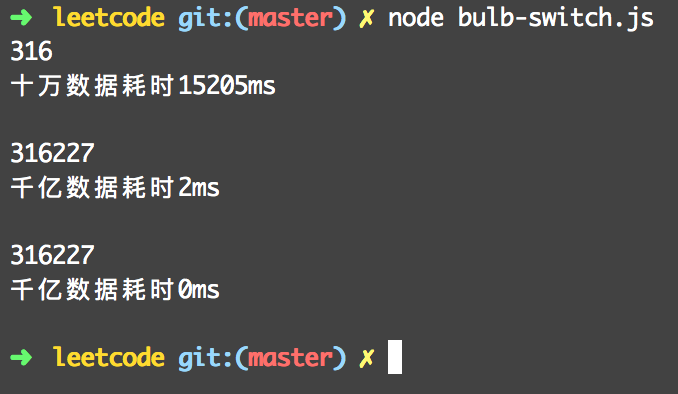 ➜ leetcode git:(master) ✗ node bulb-switch.js
316
十万数据耗时15205ms
316227
千亿数据耗时2ms
316227
千亿数据耗时0ms
➜ leetcode git:(master) ✗